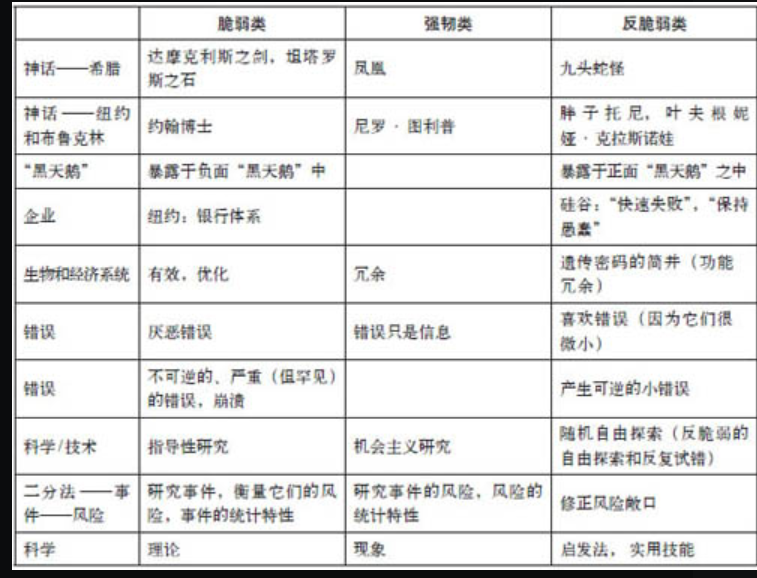 脆弱类 强韧类 反脆弱类
神话——希腊 达摩克利斯之剑，坦塔罗斯之石 凤凰 九头蛇怪
神话——纽约和布鲁克林 约翰博士 尼罗·图利普 胖子托尼，叶夫根妮娅·克拉斯诺娃
“黑天鹅” 暴露于负面“黑天鹅”中 暴露于正面“黑天鹅”之中
企业 纽约：银行体系 硅谷：“快速失败”，“保持愚蠢”
生物和经济系统 有效，优化 冗余 遗传密码的简并（功能冗余）
错误 厌恶错误 错误只是信息 喜欢错误（因为它们很微小）
错误 不可逆的、严重（但罕见）的错误，崩溃 产生可逆的小错误
科学/技术 指导性研究 机会主义研究 随机自由探索（反脆弱的自由探索和反复试错）
二分法——事件——风险 研究事件，衡量它们的风险，事件的统计特性 研究事件的风险，风险的统计特性 修正风险敞口
科学 理论 现象 启发法，实用技能